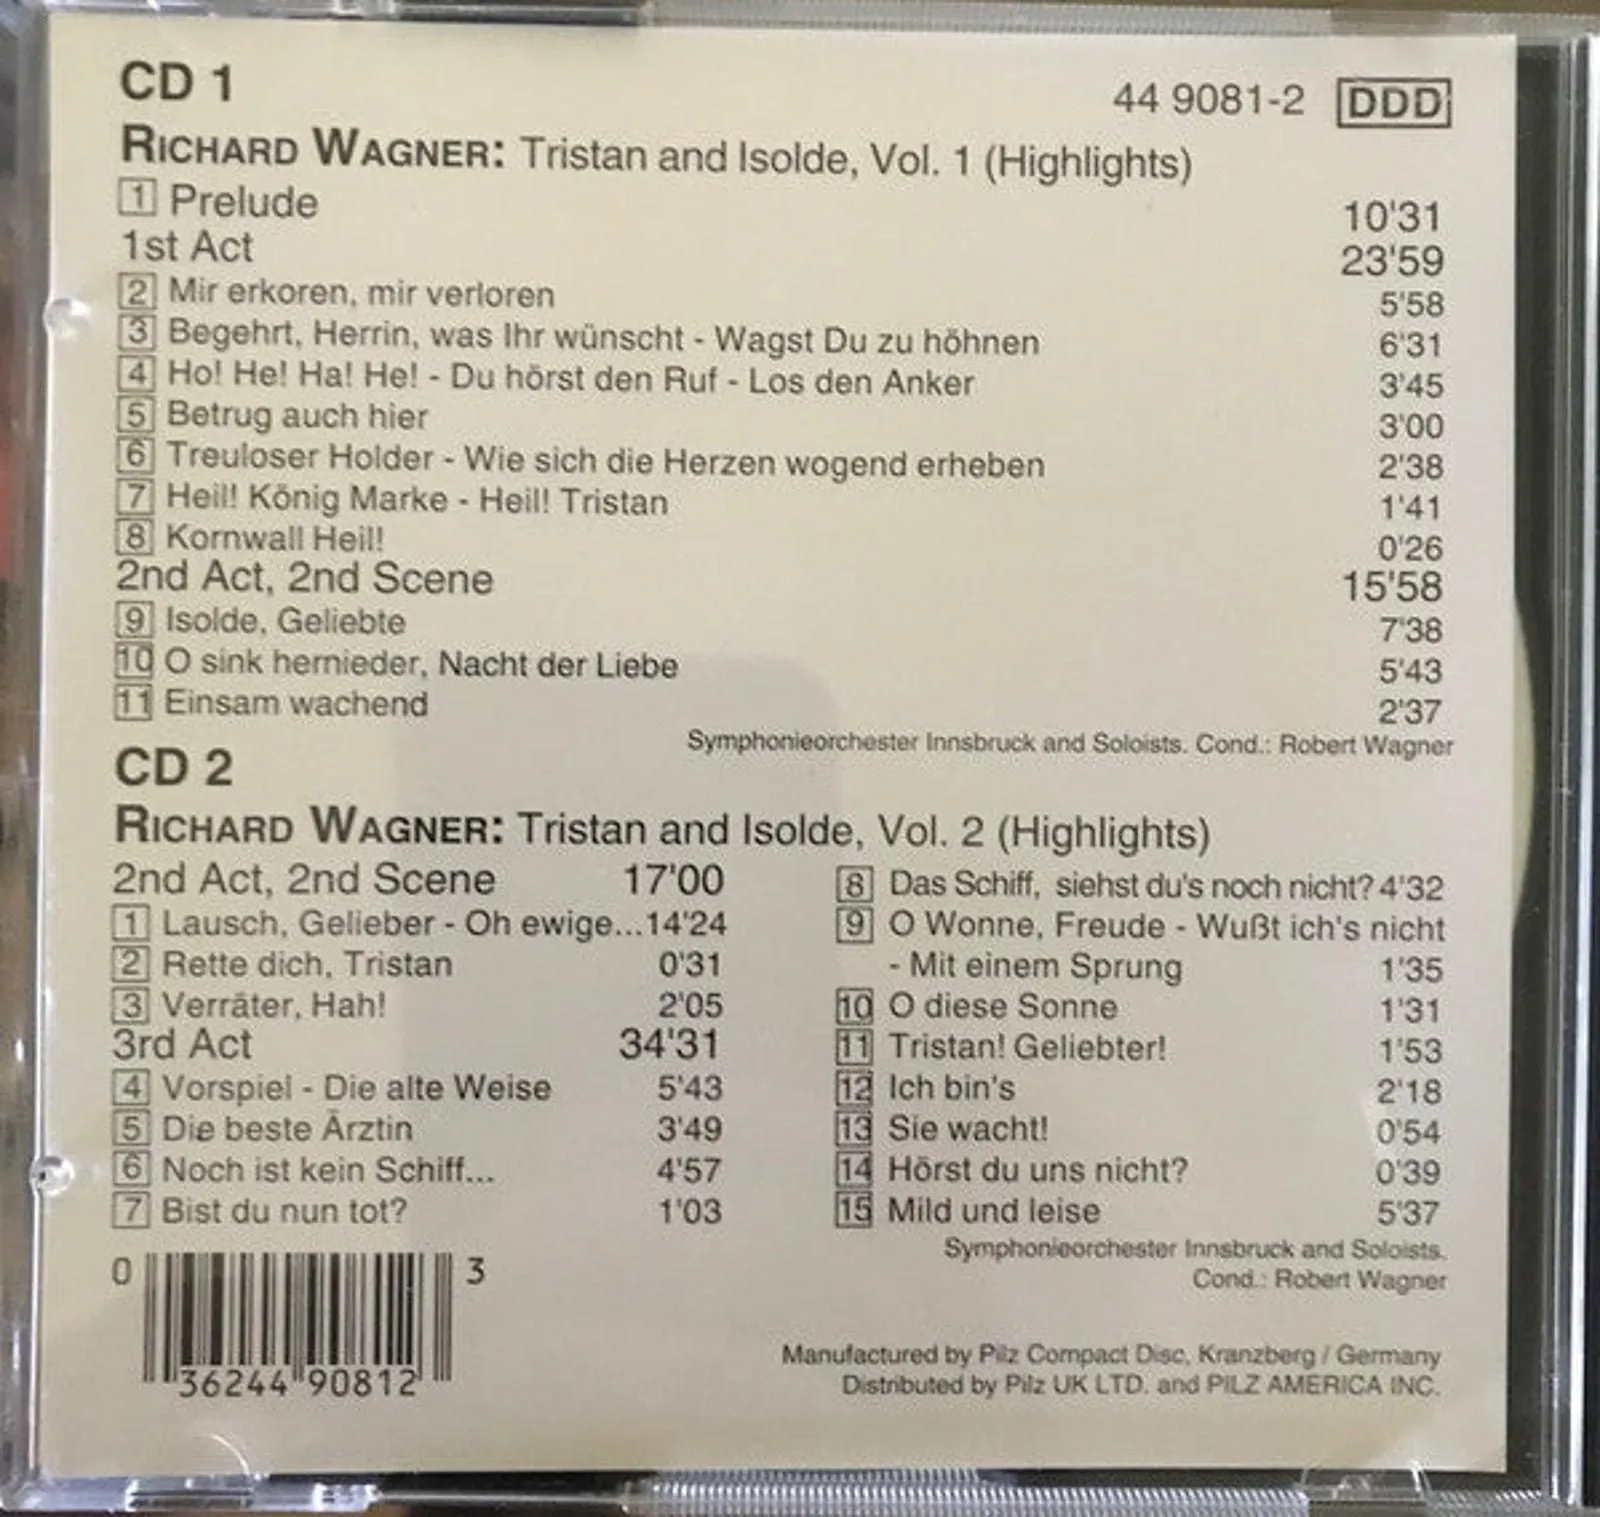 CD 1
44 9081-2 DDD
RICHARD WAGNER: Tristan and Isolde, Vol. 1 (Highlights)
1 Prelude 10'31
1st Act 23'59
2 Mir erkoren, mir verloren 5'58
3 Begehrt, Herrin, was Ihr wünscht - Wagst Du zu höhnen 6'31
4 Ho! He! Ha! He! - Du hörst den Ruf - Los den Anker 3'45
5 Betrug auch hier 3'00
6 Treuloser Holder - Wie sich die Herzen wogend erheben 2'38
7 Heil! König Marke - Heil! Tristan 1'41
8 Kornwall Heil! 0'26
2nd Act, 2nd Scene 15'58
9 Isolde, Geliebte 7'38
10 O sink hernieder, Nacht der Liebe 5'43
11 Einsam wachend 2'37
Symphonieorchester Innsbruck and Soloists. Cond.: Robert Wagner
CD 2
RICHARD WAGNER: Tristan and Isolde, Vol. 2 (Highlights)
2nd Act, 2nd Scene 17'00
1 Lausch, Gelieber - Oh ewige...14'24
2 Rette dich, Tristan 0'31
3 Verräter, Hah! 2'05
3rd Act 34'31
4 Vorspiel - Die alte Weise 5'43
5 Die beste Ärztin 3'49
6 Noch ist kein Schiff... 4'57
7 Bist du nun tot? 1'03
8 Das Schiff, siehst du's noch nicht? 4'32
9 O Wonne, Freude - Wußt ich's nicht
- Mit einem Sprung 1'35
10 O diese Sonne 1'31
11 Tristan! Geliebter! 1'53
12 Ich bin's 2'18
13 Sie wacht! 0'54
14 Hörst du uns nicht? 0'39
15 Mild und leise 5'37
Symphonieorchester Innsbruck and Soloists.
Cond.: Robert Wagner
0 36244 90812 3
Manufactured by Pilz Compact Disc, Kranzberg / Germany
Distributed by Pilz UK LTD. and PILZ AMERICA INC.